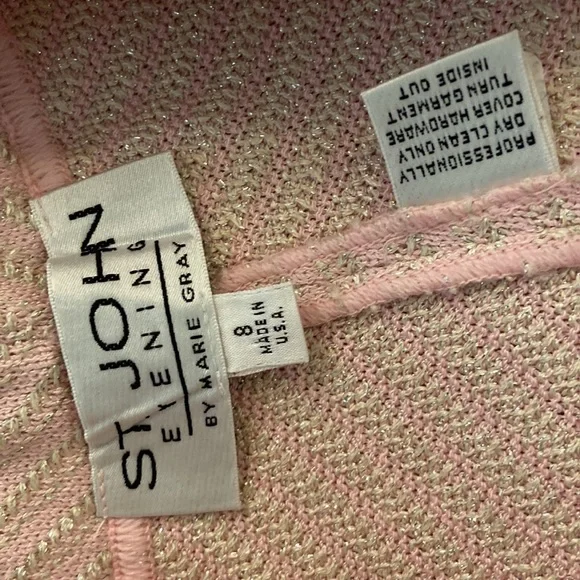 ST. JOHN
EVENING
BY MARIE GRAY
8
MADE IN
U.S.A.
PROFESSIONALLY
DRY CLEAN ONLY
COVER HARDWARE
TURN GARMENT
INSIDE OUT